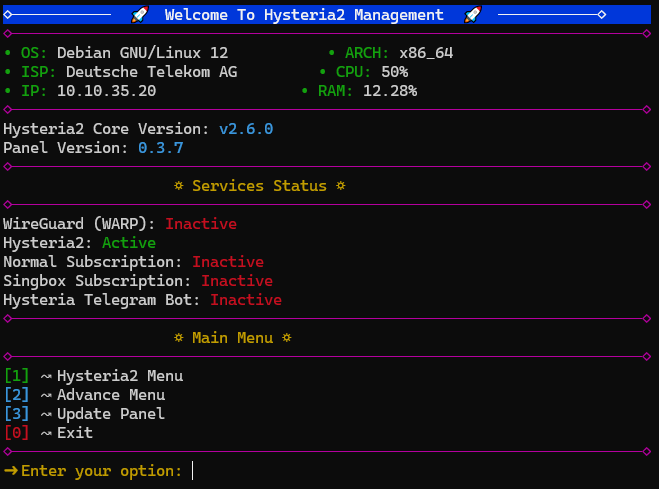 🚀 Welcome To Hysteria2 Management 🚀
• OS: Debian GNU/Linux 12 • ARCH: x86_64
• ISP: Deutsche Telekom AG • CPU: 50%
• IP: 10.10.35.20 • RAM: 12.28%
Hysteria2 Core Version: v2.6.0
Panel Version: 0.3.7
☼ Services Status ☼
WireGuard (WARP): Inactive
Hysteria2: Active
Normal Subscription: Inactive
Singbox Subscription: Inactive
Hysteria Telegram Bot: Inactive
☼ Main Menu ☼
[1] ↝ Hysteria2 Menu
[2] ↝ Advance Menu
[3] ↝ Update Panel
[0] ↝ Exit
➜ Enter your option: